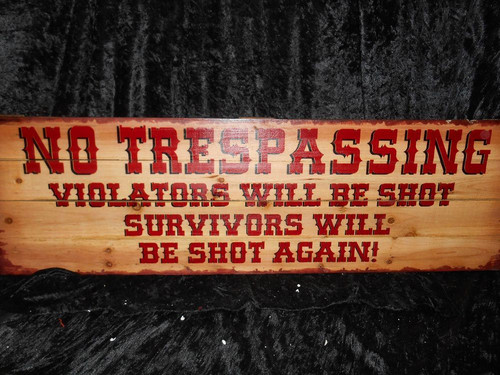 NO TRESPASSING
VIOLATORS WILL BE SHOT
SURVIVORS WILL
BE SHOT AGAIN!